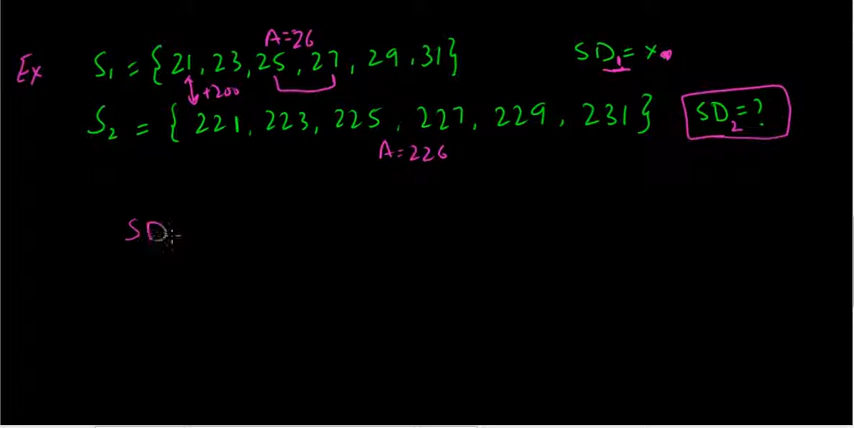 A=26
Ex S₁ = {21, 23, 25, 27, 29, 31} SD₁ = x
+200
S₂ = {221, 223, 225, 227, 229, 231} SD₂ = ?
A=226
SD